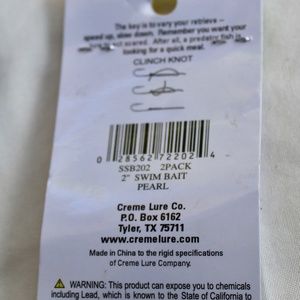 The key is to vary your retrieve --
speed up, slow down. Remember you want your
not scared. After all, a predatory fish is
looking for a quick meal.
CLINCH KNOT
0 28562 72202 4
SSB202 2PACK
2" SWIM BAIT
PEARL
Creme Lure Co.
P.O. Box 6162
Tyler, TX 75711
www.cremelure.com
Made in China to the rigid specifications
of Creme Lure Company.
WARNING: This product can expose you to chemicals
including Lead, which is known to the State of California to